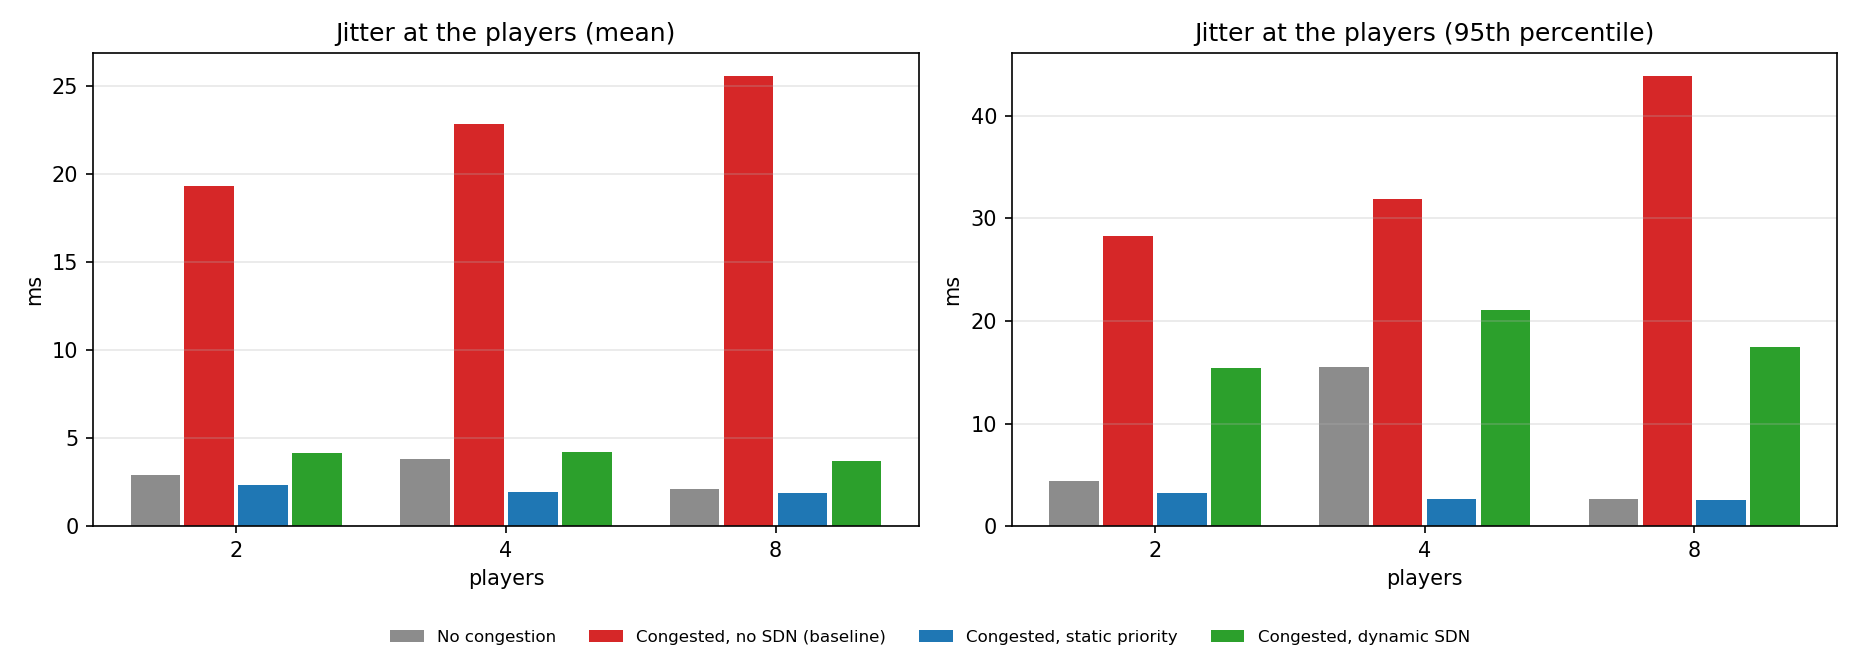 Jitter at the players (mean)
25
20
15
10
5
0
ms
2 4 8
players
Jitter at the players (95th percentile)
40
30
20
10
0
ms
2 4 8
players
No congestion Congested, no SDN (baseline) Congested, static priority Congested, dynamic SDN